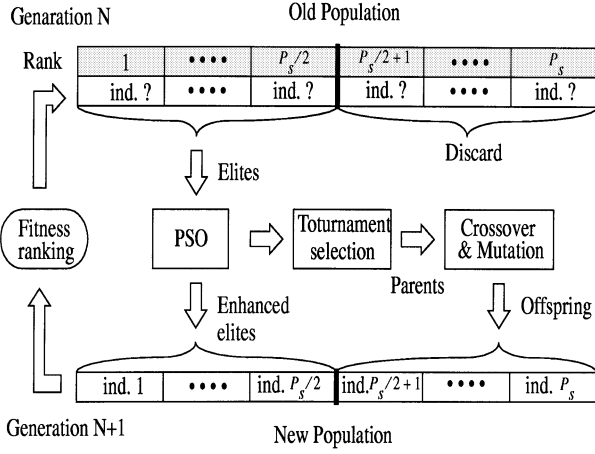 Genaration N
Old Population
Rank 1 •••• Ps/2 Ps/2+1 •••• Ps
ind. ? •••• ind. ? ind. ? •••• ind. ?
Discard
Elites
Fitness
ranking
PSO
Toturnament
selection
Crossover
& Mutation
Parents
Enhanced
elites
Offspring
ind. 1 •••• ind. Ps/2 ind.Ps/2+1 •••• ind. Ps
Generation N+1
New Population